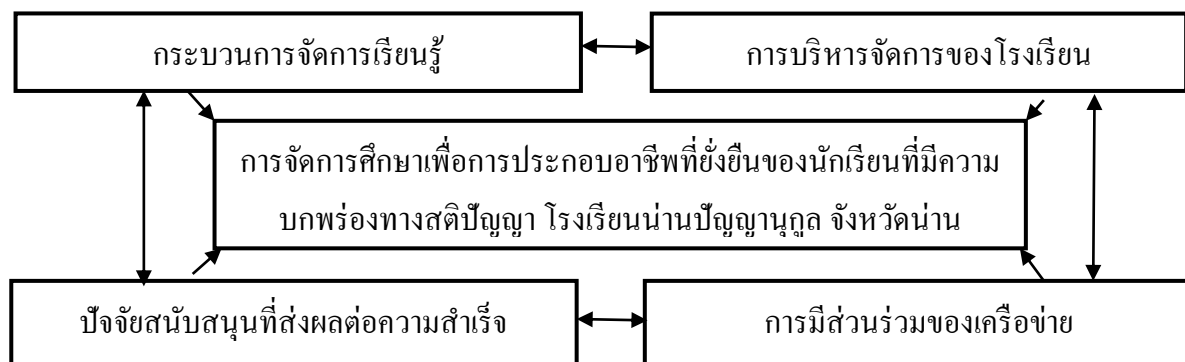 กระบวนการจัดการเรียนรู้
การบริหารจัดการของโรงเรียน
การจัดการศึกษาเพื่อการประกอบอาชีพที่ยั่งยืนของนักเรียนที่มีความ
บกพร่องทางสติปัญญา โรงเรียนน่านปัญญานุกูล จังหวัดน่าน
ปัจจัยสนับสนุนที่ส่งผลต่อความสำเร็จ
การมีส่วนร่วมของเครือข่าย